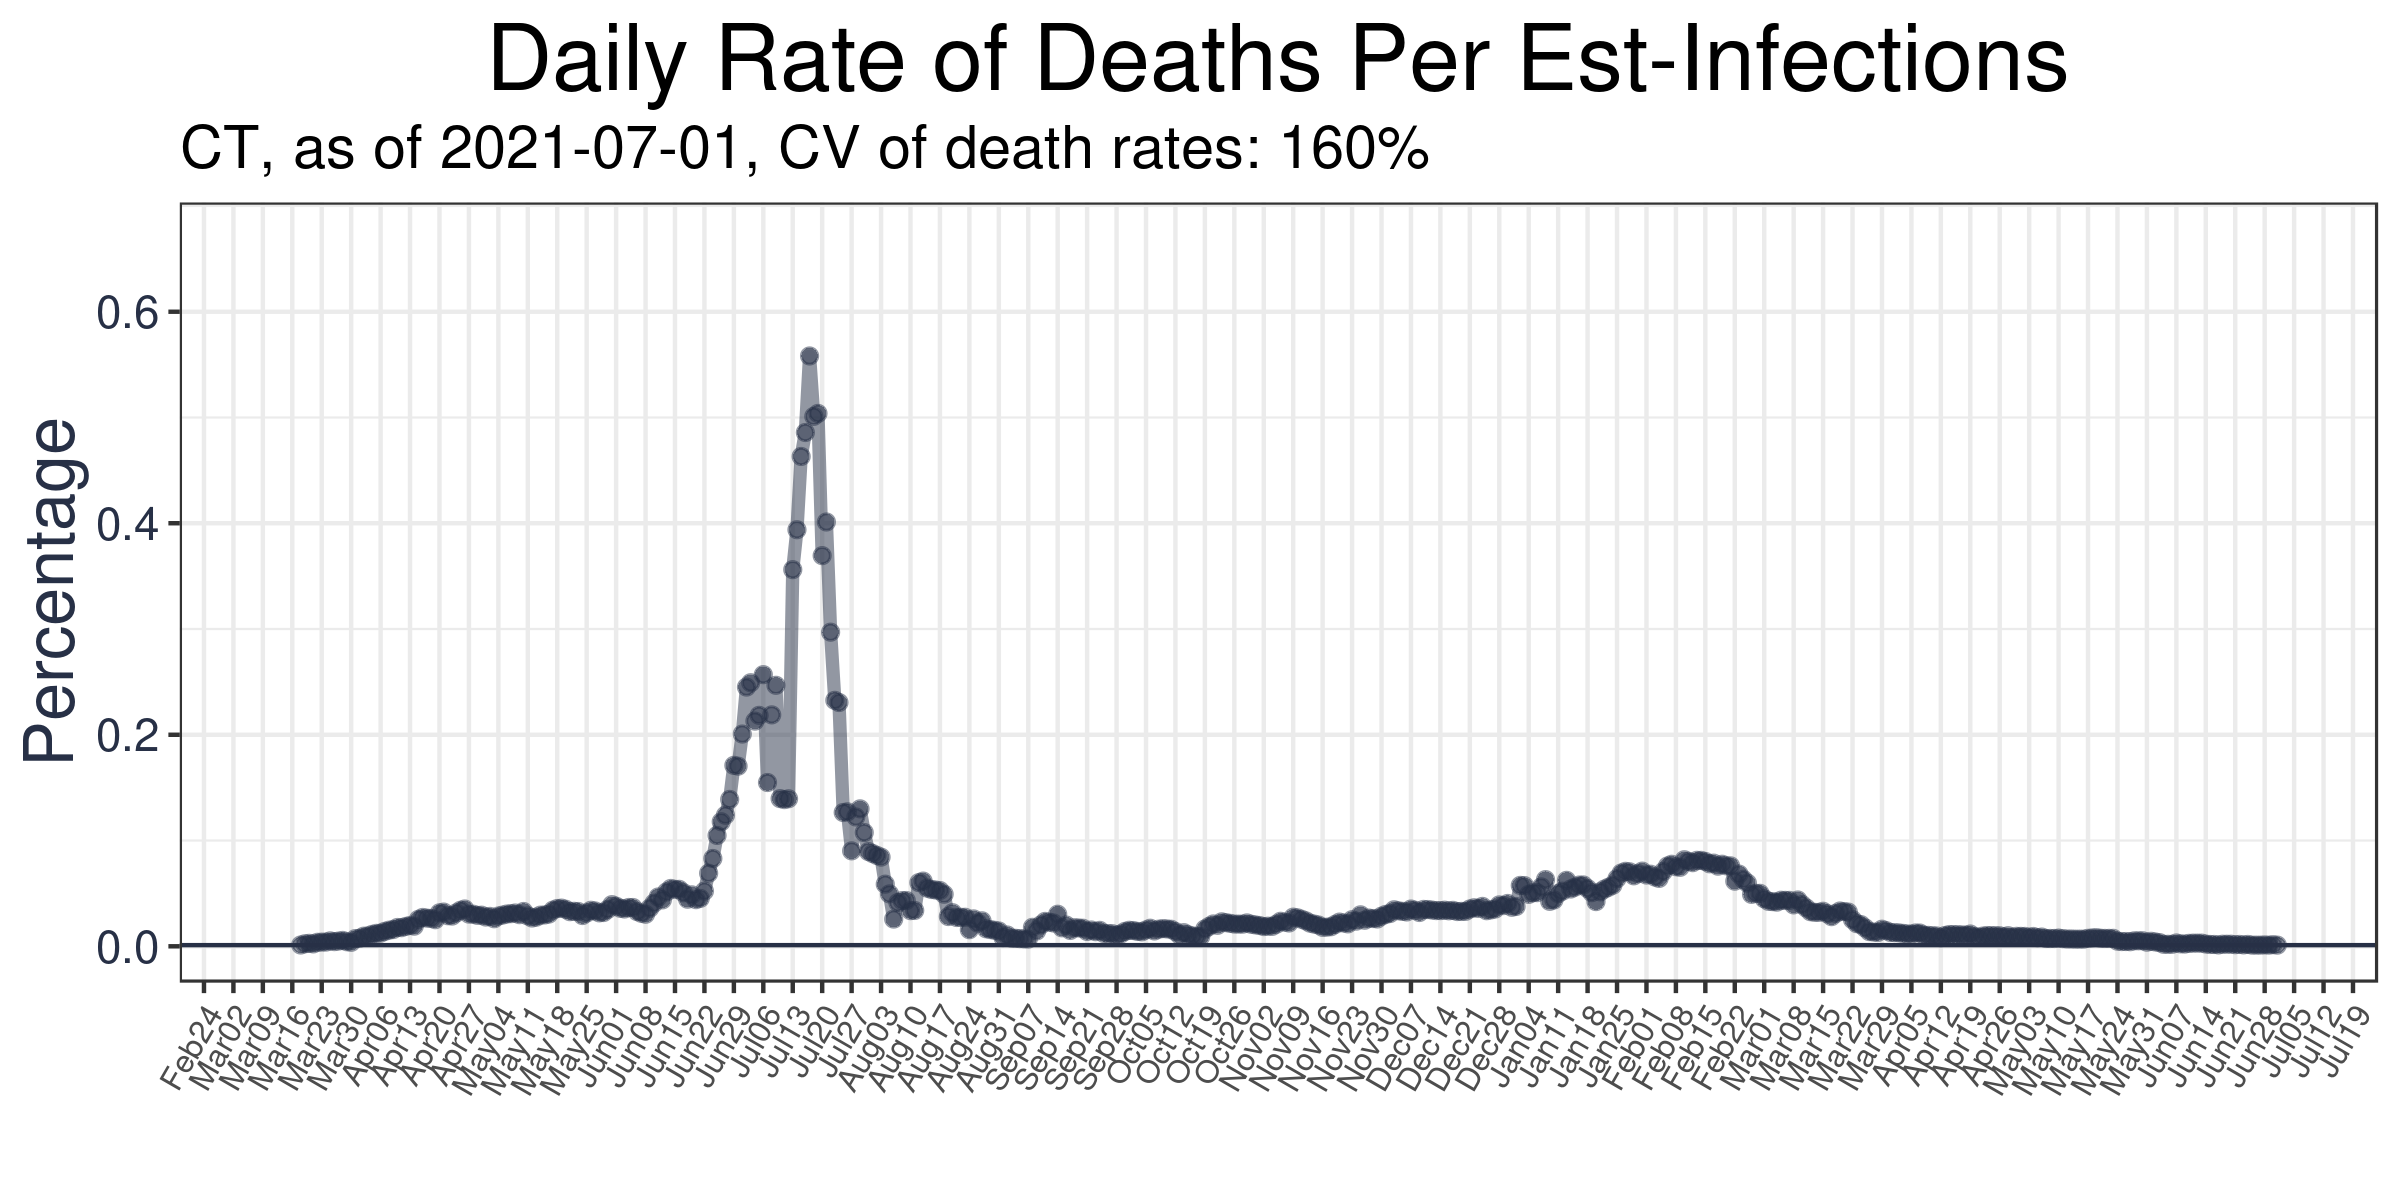 Daily Rate of Deaths Per Est-Infections
CT, as of 2021-07-01, CV of death rates: 160%
Percentage
0.6
0.4
0.2
0.0
Feb24 Mar02 Mar09 Mar16 Mar23 Mar30 Apr06 Apr13 Apr20 Apr27 May04 May11 May18 May25 Jun01 Jun08 Jun15 Jun22 Jun29 Jul06 Jul13 Jul20 Jul27 Aug03 Aug10 Aug17 Aug24 Aug31 Sep07 Sep14 Sep21 Sep28 Oct05 Oct12 Oct19 Oct26 Nov02 Nov09 Nov16 Nov23 Nov30 Dec07 Dec14 Dec21 Dec28 Jan04 Jan11 Jan18 Jan25 Feb01 Feb08 Feb15 Feb22 Mar01 Mar08 Mar15 Mar22 Mar29 Apr05 Apr12 Apr19 Apr26 May03 May10 May17 May24 May31 Jun07 Jun14 Jun21 Jun28 Jul05 Jul12 Jul19